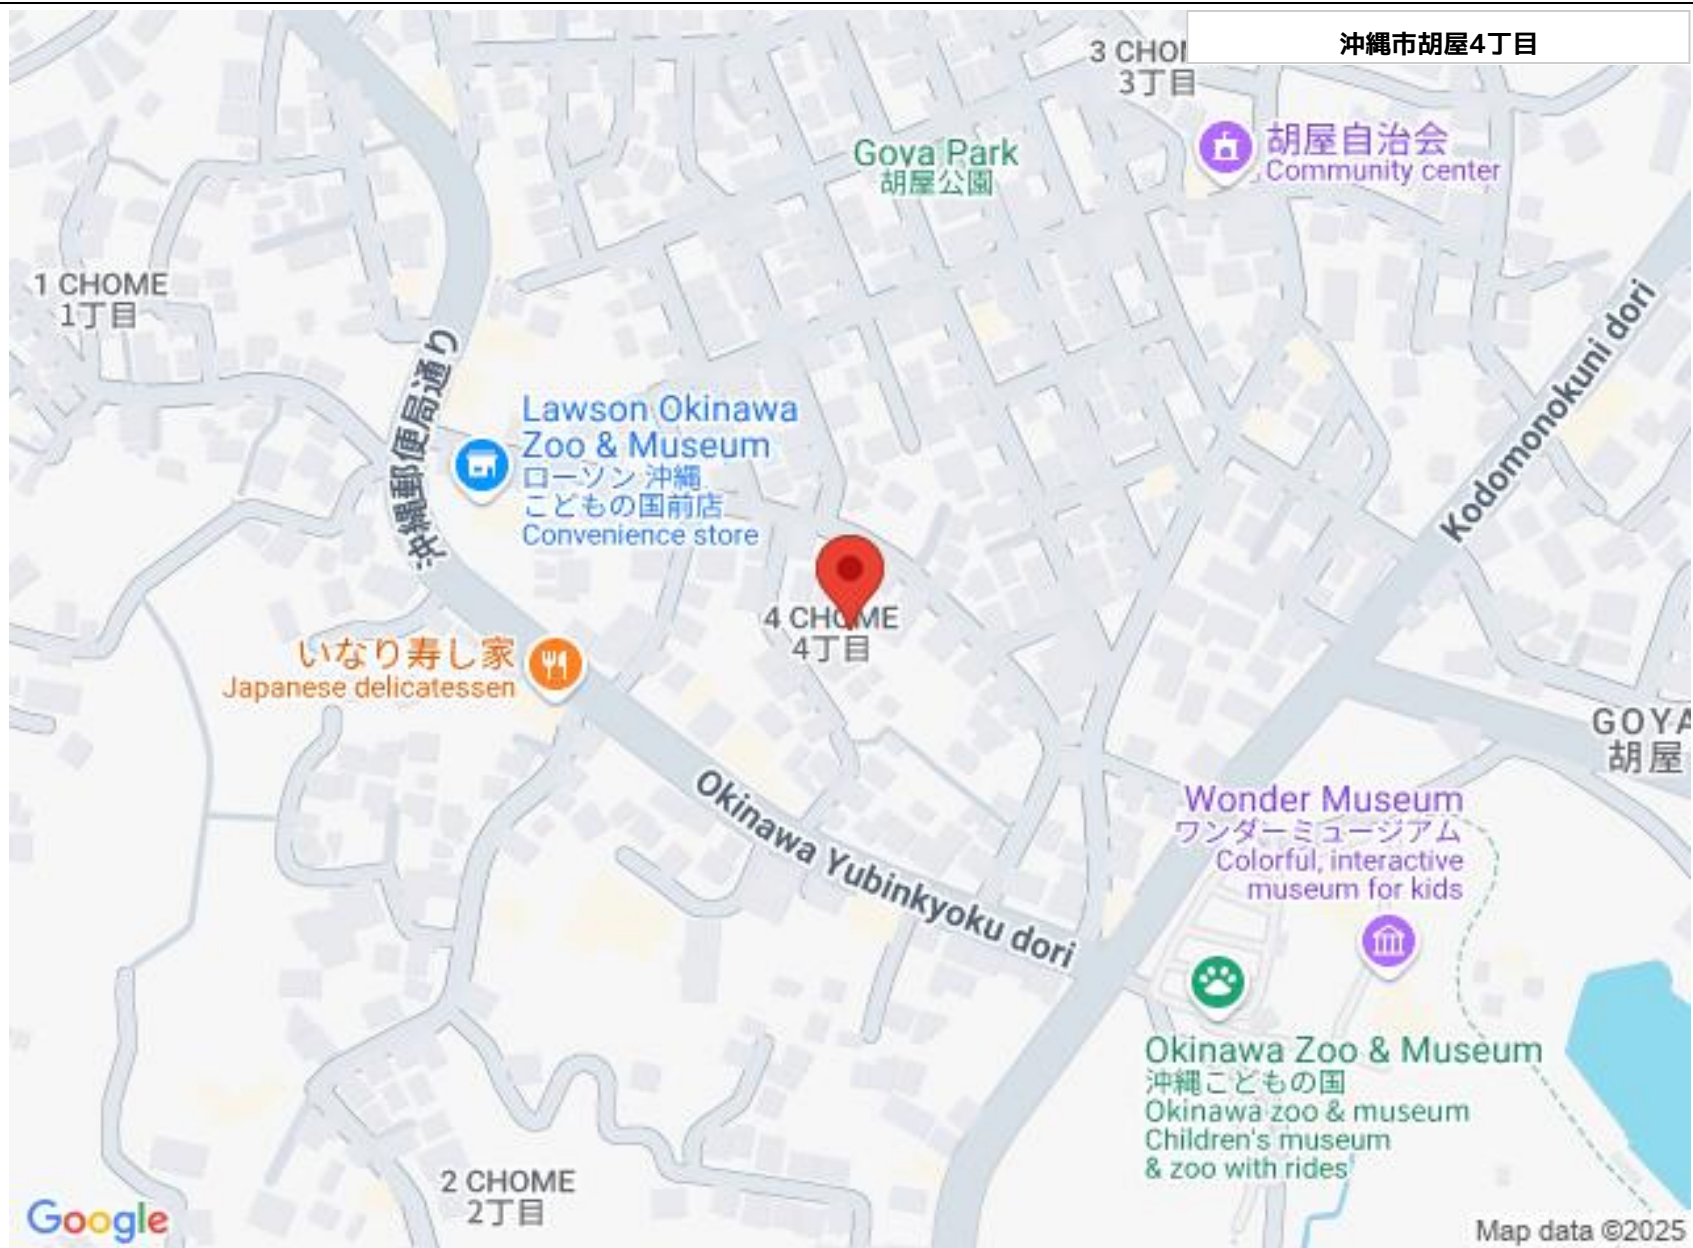 沖縄市胡屋4丁目
3 CHO
3丁目
Goya Park
胡屋公園
胡屋自治会
Community center
1 CHOME
1丁目
沖縄郵便局通り
Kodomonokuni dori
Lawson Okinawa
Zoo & Museum
ローソン 沖縄
こどもの国前店
Convenience store
4 CHOME
4丁目
いなり寿し家
Japanese delicatessen
GOYA
胡屋
Okinawa Yubinkyoku dori
Wonder Museum
ワンダーミュージアム
Colorful, interactive
museum for kids
Okinawa Zoo & Museum
沖縄こどもの国
Okinawa zoo & museum
Children's museum
& zoo with rides
2 CHOME
2丁目
Google
Map data ©2025